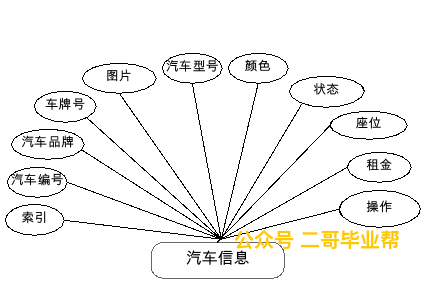 汽车型号
颜色
图片
状态
车牌号
座位
汽车品牌
租金
汽车编号
操作
索引
公众号 二哥毕业帮
汽车信息